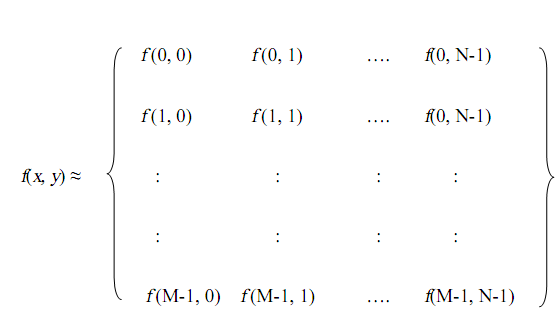 f(0, 0) f(0, 1) .... f(0, N-1)
f(1, 0) f(1, 1) .... f(0, N-1)
f(x, y) ≈ : : : :
: : : :
f(M-1, 0) f(M-1, 1) .... f(M-1, N-1)